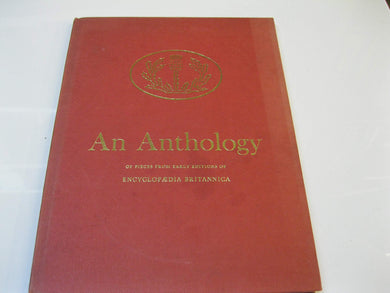 An Anthology
OF PIECES FROM EARLY EDITIONS OF
ENCYCLOPÆDIA BRITANNICA